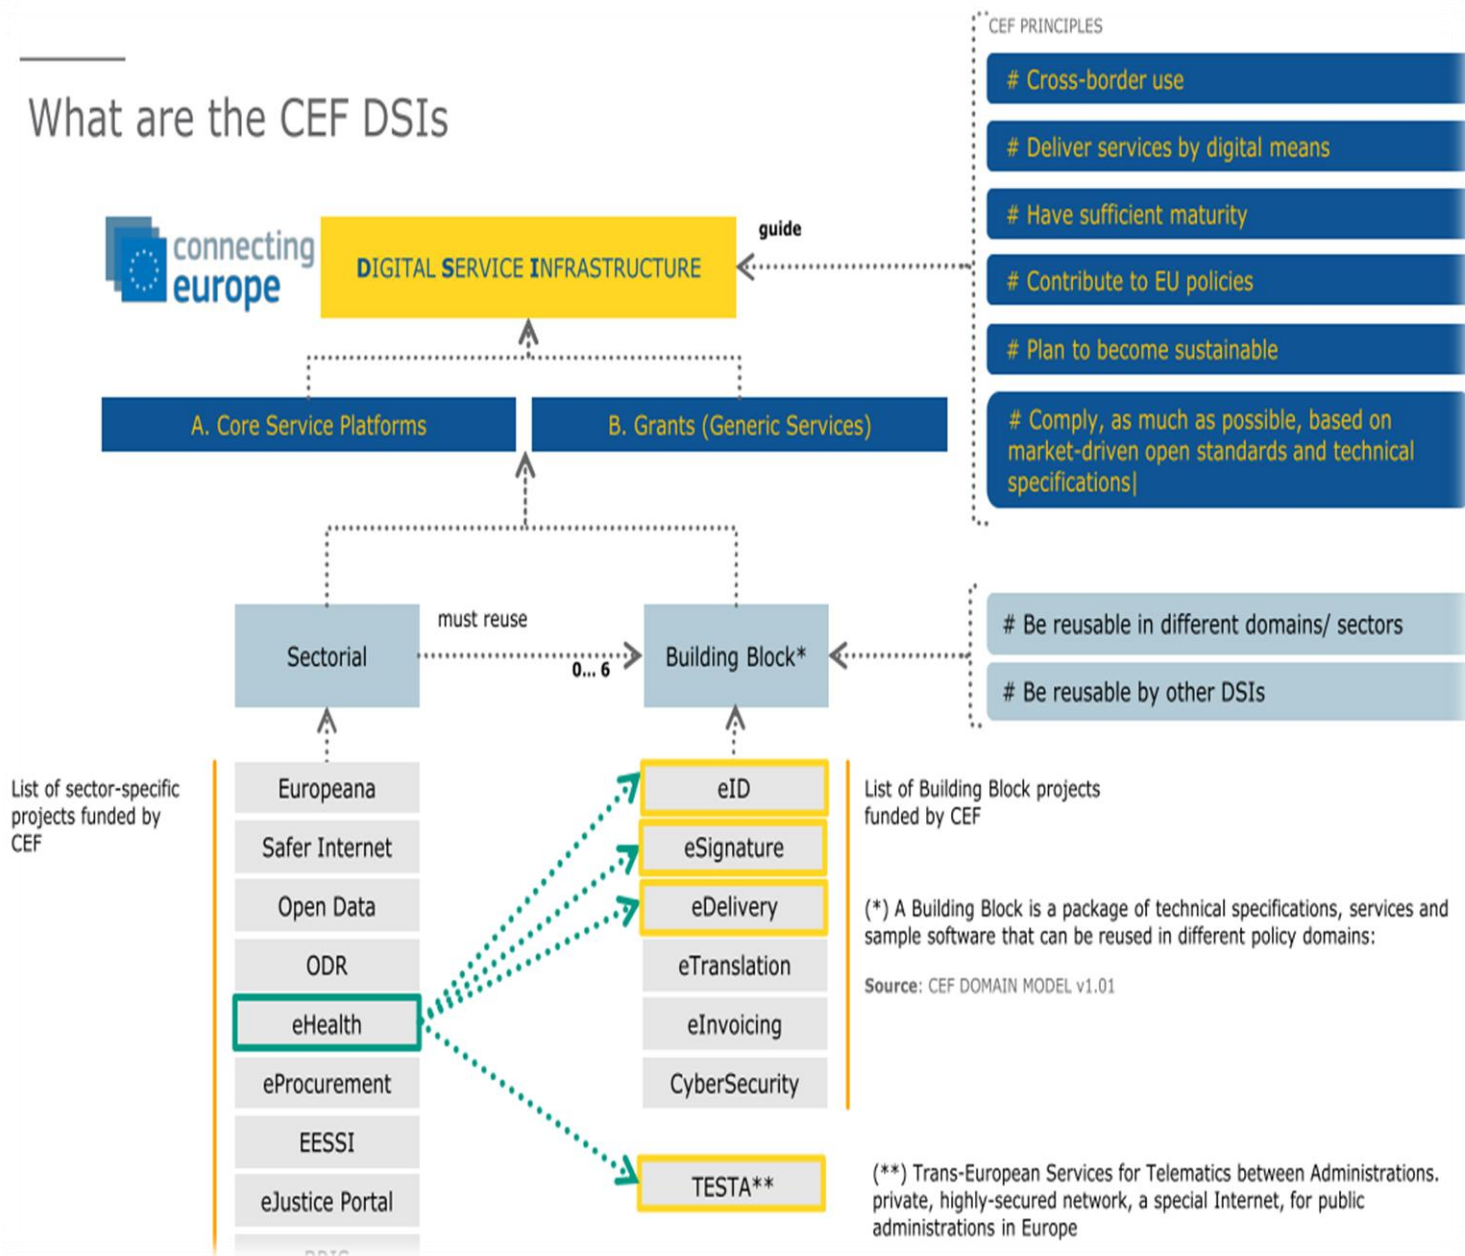 What are the CEF DSIs
connecting
europe
DIGITAL SERVICE INFRASTRUCTURE
guide
CEF PRINCIPLES
# Cross-border use
# Deliver services by digital means
# Have sufficient maturity
# Contribute to EU policies
# Plan to become sustainable
# Comply, as much as possible, based on
market-driven open standards and technical
specifications|
A. Core Service Platforms
B. Grants (Generic Services)
Sectorial
must reuse
0... 6
Building Block*
# Be reusable in different domains/ sectors
# Be reusable by other DSIs
List of sector-specific
projects funded by
CEF
Europeana
Safer Internet
Open Data
ODR
eHealth
eProcurement
EESSI
eJustice Portal
eID
eSignature
eDelivery
eTranslation
eInvoicing
CyberSecurity
TESTA**
List of Building Block projects
funded by CEF
(*) A Building Block is a package of technical specifications, services and
sample software that can be reused in different policy domains:
Source: CEF DOMAIN MODEL v1.01
(**) Trans-European Services for Telematics between Administrations.
private, highly-secured network, a special Internet, for public
administrations in Europe